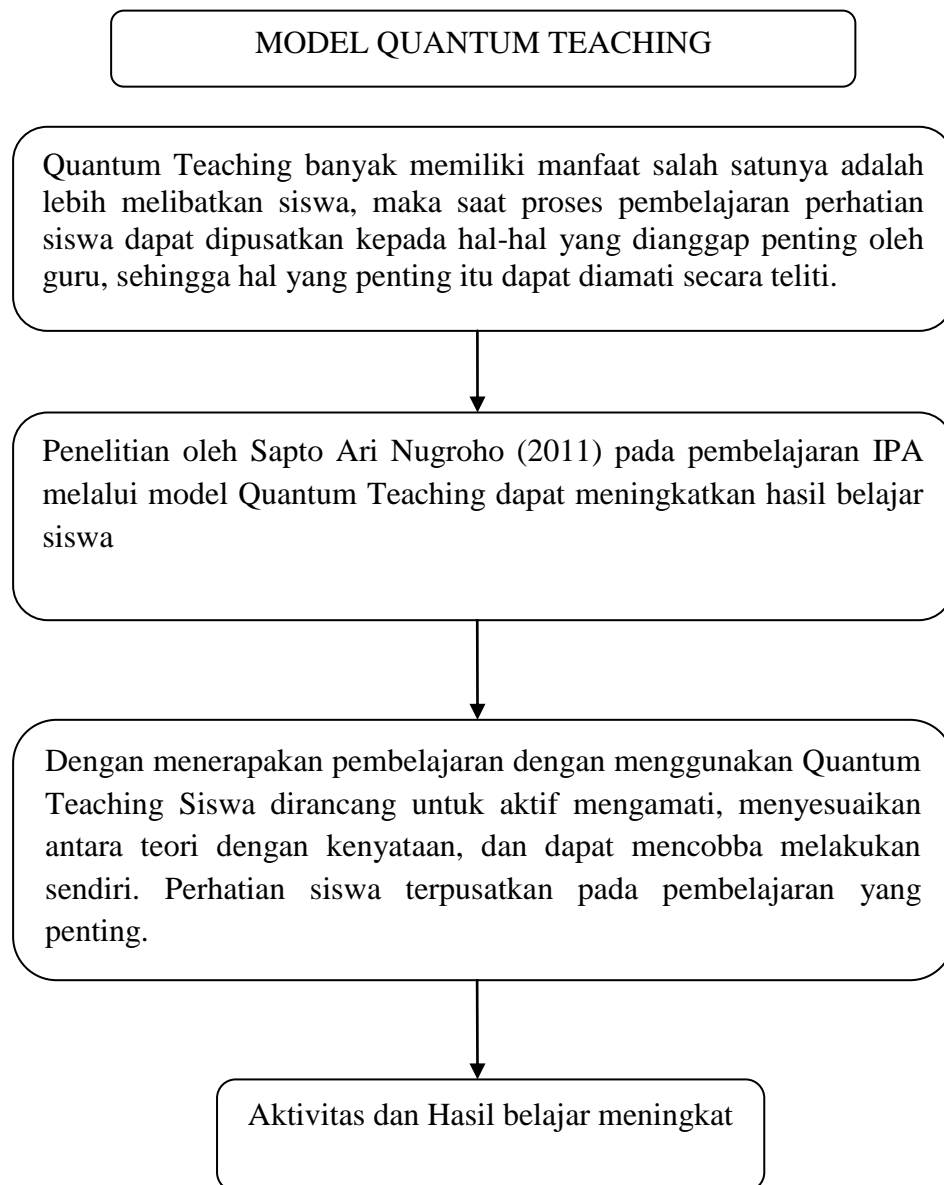 MODEL QUANTUM TEACHING
Quantum Teaching banyak memiliki manfaat salah satunya adalah
lebih melibatkan siswa, maka saat proses pembelajaran perhatian
siswa dapat dipusatkan kepada hal-hal yang dianggap penting oleh
guru, sehingga hal yang penting itu dapat diamati secara teliti.
Penelitian oleh Sapto Ari Nugroho (2011) pada pembelajaran IPA
melalui model Quantum Teaching dapat meningkatkan hasil belajar
siswa
Dengan menerapakan pembelajaran dengan menggunakan Quantum
Teaching Siswa dirancang untuk aktif mengamati, menyesuaikan
antara teori dengan kenyataan, dan dapat mencobba melakukan
sendiri. Perhatian siswa terpusatkan pada pembelajaran yang
penting.
Aktivitas dan Hasil belajar meningkat